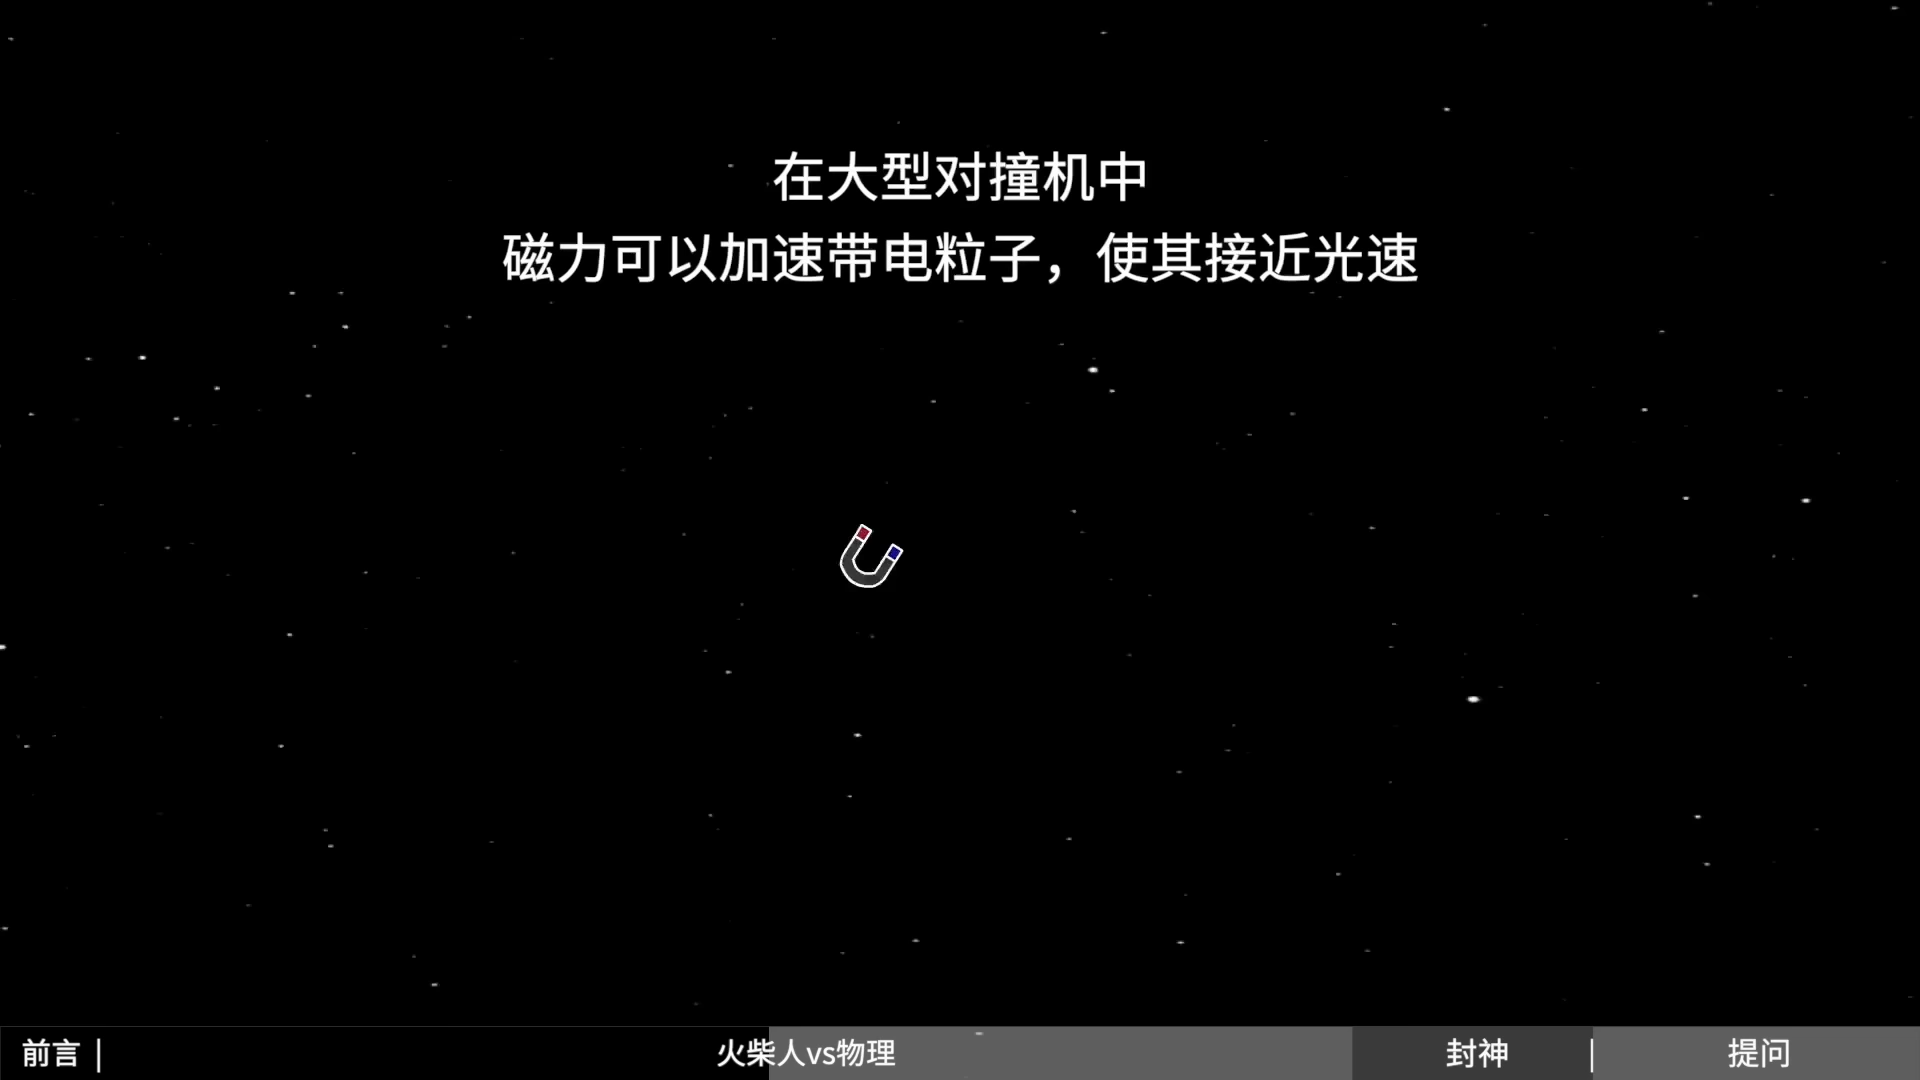 在大型对撞机中
磁力可以加速带电粒子，使其接近光速
前言 |
火柴人vs物理
封神 |
提问